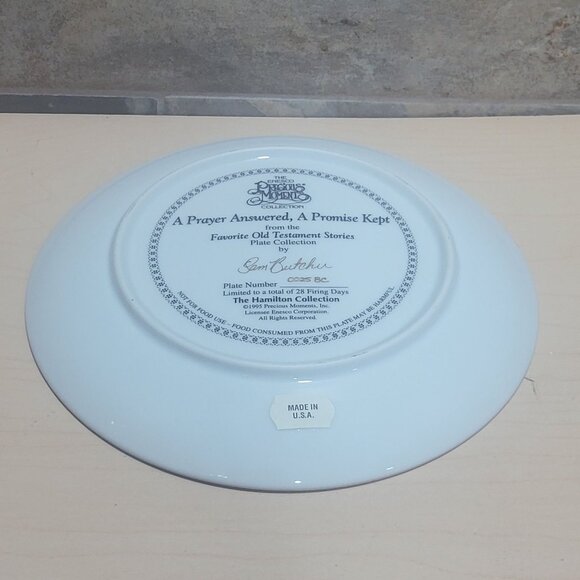 THE
ENESCO
PRECIOUS
MOMENTS
COLLECTION
A Prayer Answered, A Promise Kept
from the
Favorite Old Testament Stories
Plate Collection
by
Sam Butcher
Plate Number 0025 BC
Limited to a total of 28 Firing Days
The Hamilton Collection
©1995 Precious Moments, Inc.
Licensee Enesco Corporation.
All Rights Reserved.
NOT FOR FOOD USE - FOOD CONSUMED FROM THIS PLATE MAY BE HARMFUL
MADE IN
U.S.A.